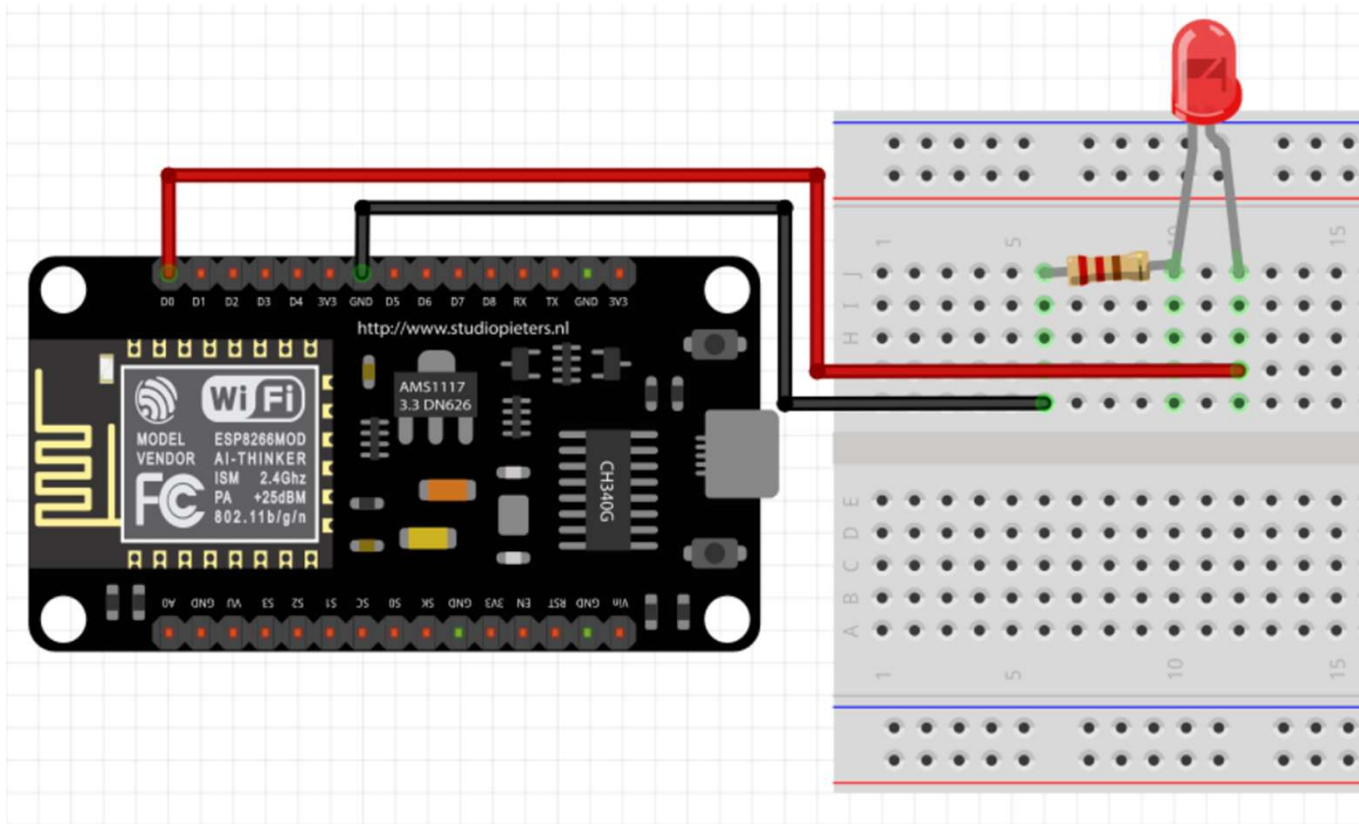 1 5 10 15
D0 D1 D2 D3 D4 3V3 GND D5 D6 D7 D8 RX TX GND 3V3
http://www.studiopieters.nl
AMS1117
3.3 DN626
Wi Fi
MODEL ESP8266MOD
VENDOR AI-THINKER
ISM 2.4Ghz
PA +25dBM
802.11b/g/n
FC
CH340G
A0 GND VU S3 S2 S1 SC S0 SK GND 3V3 EN RST GND Vin
J
I
H
E
D
C
B
A
1 5 10 15